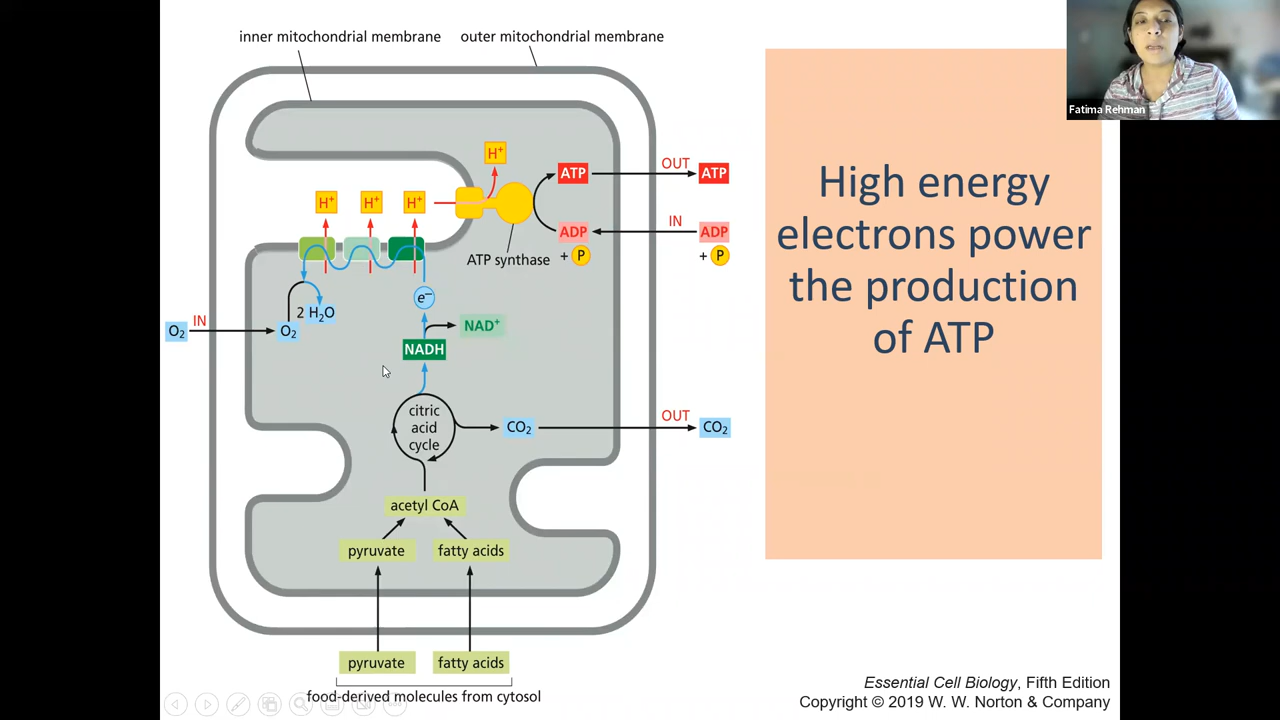 inner mitochondrial membrane
outer mitochondrial membrane
Fatima Rehman
H⁺
ATP
OUT
ATP
H⁺
H⁺
H⁺
ADP
IN
ADP
+ P
+ P
ATP synthase
e⁻
2 H₂O
O₂
IN
O₂
NAD⁺
NADH
citric
acid
cycle
CO₂
OUT
CO₂
acetyl CoA
pyruvate
fatty acids
pyruvate
fatty acids
food-derived molecules from cytosol
High energy
electrons power
the production
of ATP
Essential Cell Biology, Fifth Edition
Copyright © 2019 W. W. Norton & Company